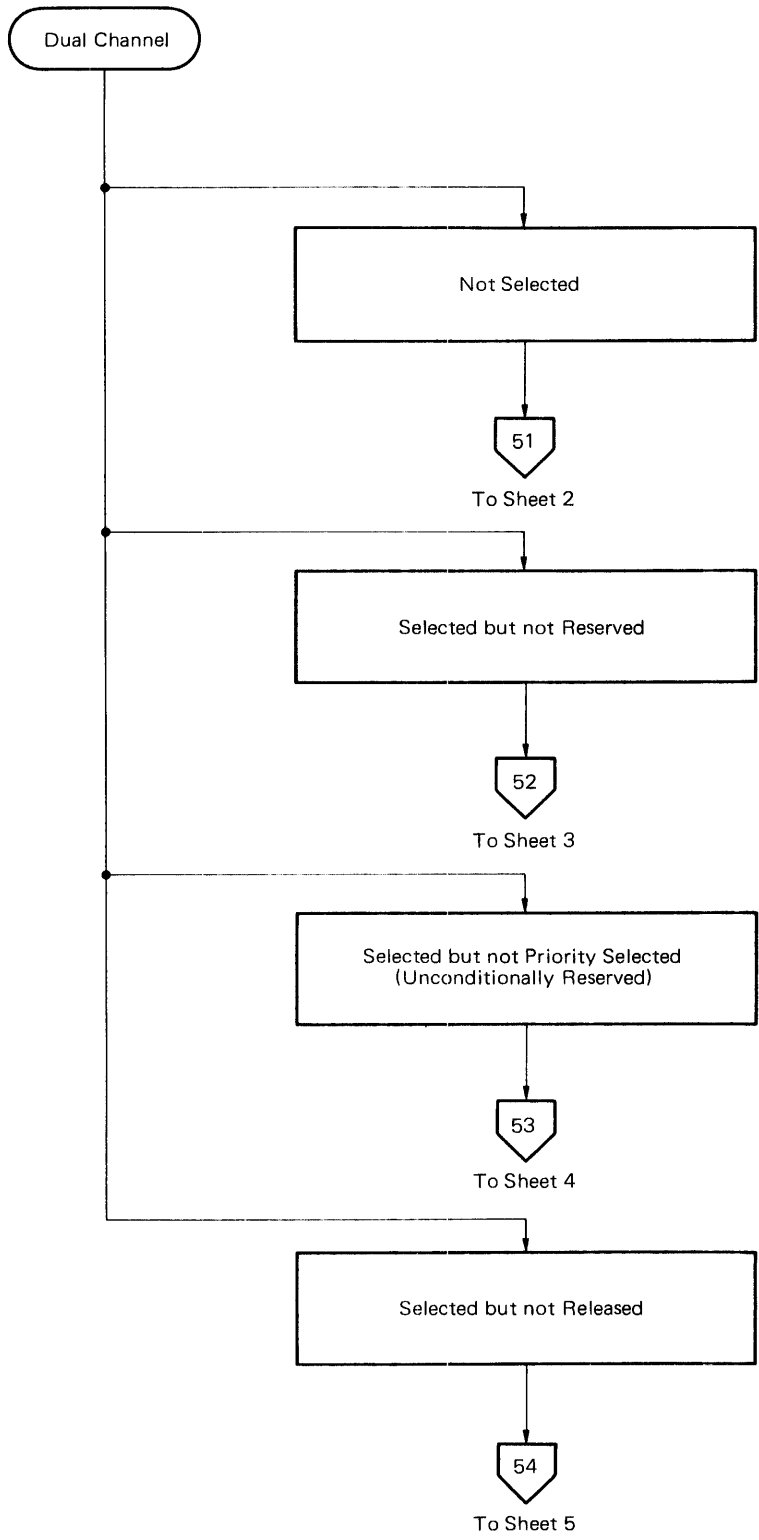 Dual Channel
Not Selected
51
To Sheet 2
Selected but not Reserved
52
To Sheet 3
Selected but not Priority Selected
(Unconditionally Reserved)
53
To Sheet 4
Selected but not Released
54
To Sheet 5